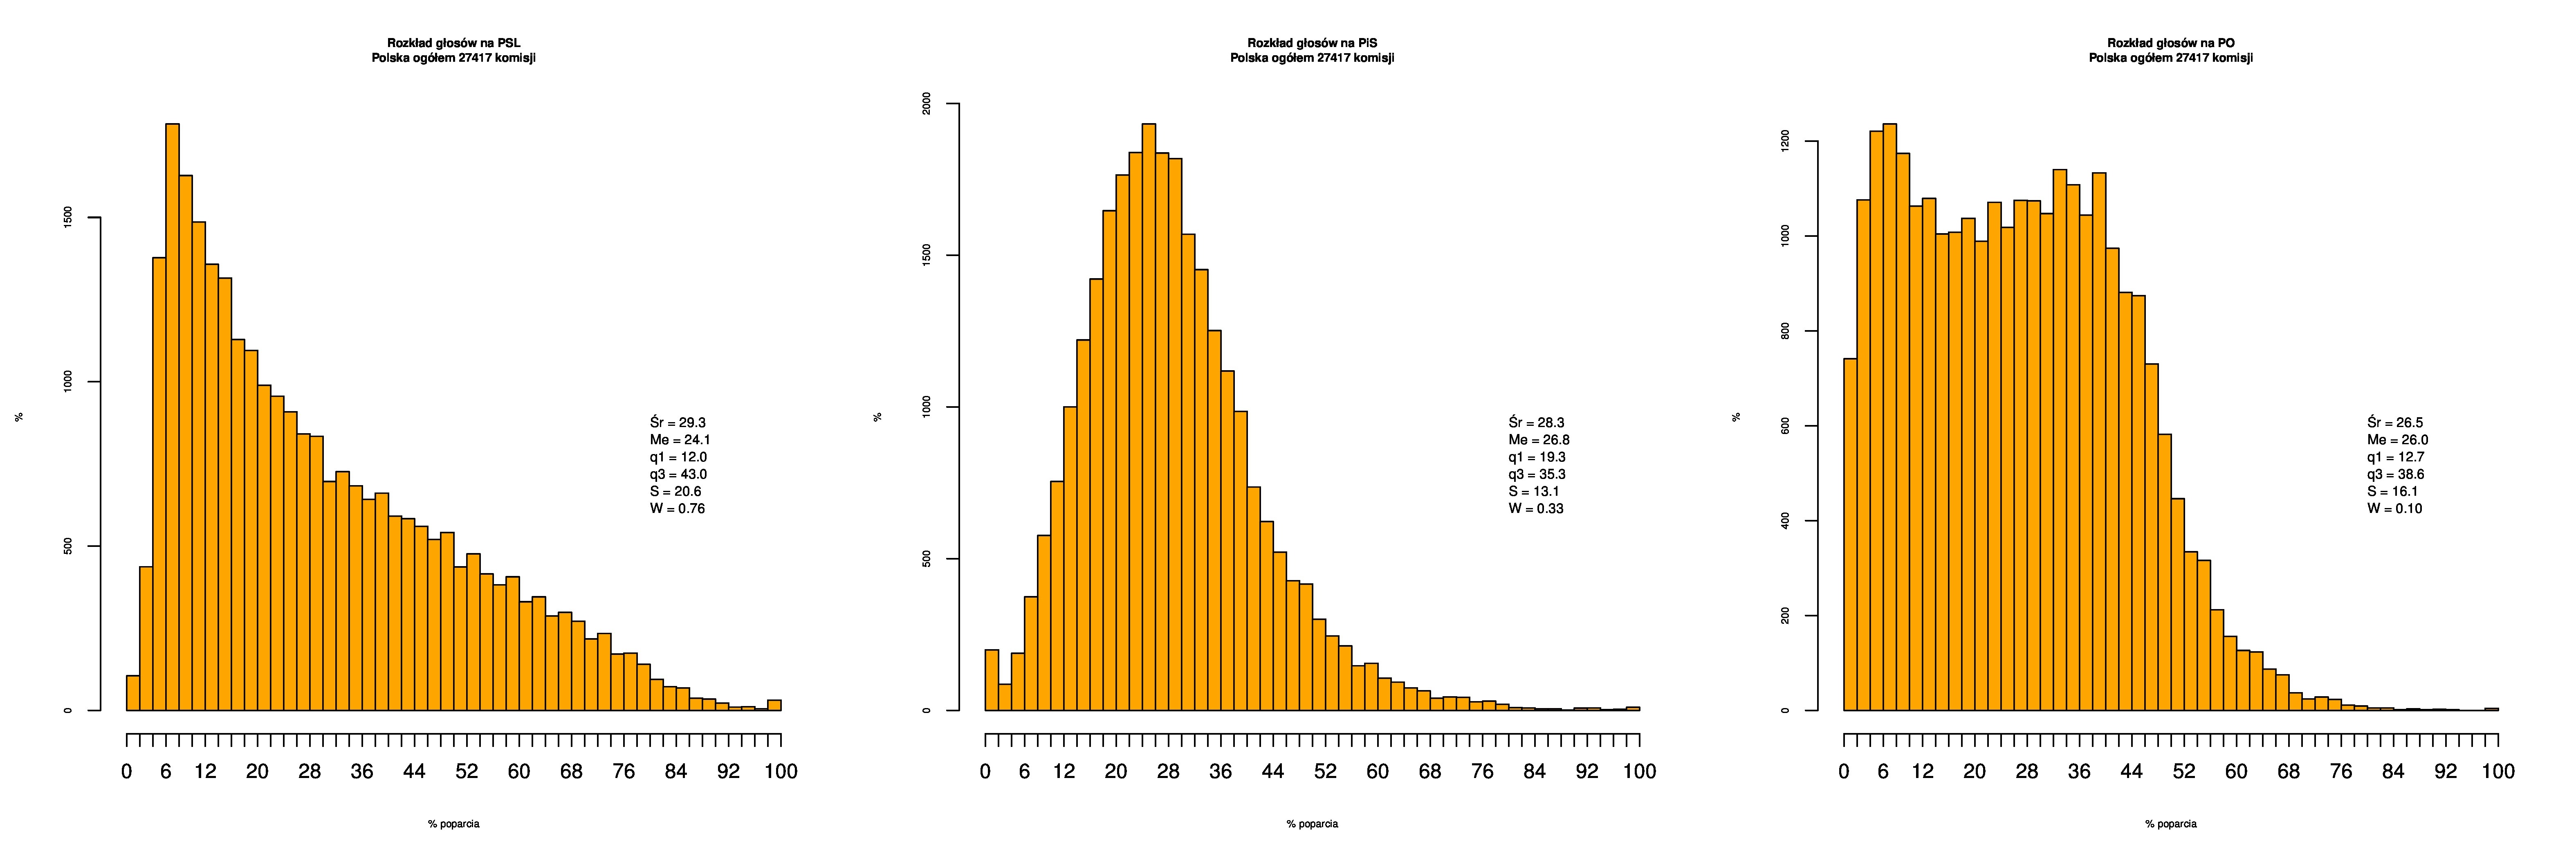 Rozkład głosów na PSL
Polska ogółem 27417 komisji
%
0
500
1000
1500
Śr = 29.3
Me = 24.1
q1 = 12.0
q3 = 43.0
S = 20.6
W = 0.76
0 6 12 20 28 36 44 52 60 68 76 84 92 100
% poparcia
Rozkład głosów na PiS
Polska ogółem 27417 komisji
%
0
500
1000
1500
2000
Śr = 28.3
Me = 26.8
q1 = 19.3
q3 = 35.3
S = 13.1
W = 0.33
0 6 12 20 28 36 44 52 60 68 76 84 92 100
% poparcia
Rozkład głosów na PO
Polska ogółem 27417 komisji
%
0
200
400
600
800
1000
1200
Śr = 26.5
Me = 26.0
q1 = 12.7
q3 = 38.6
S = 16.1
W = 0.10
0 6 12 20 28 36 44 52 60 68 76 84 92 100
% poparcia